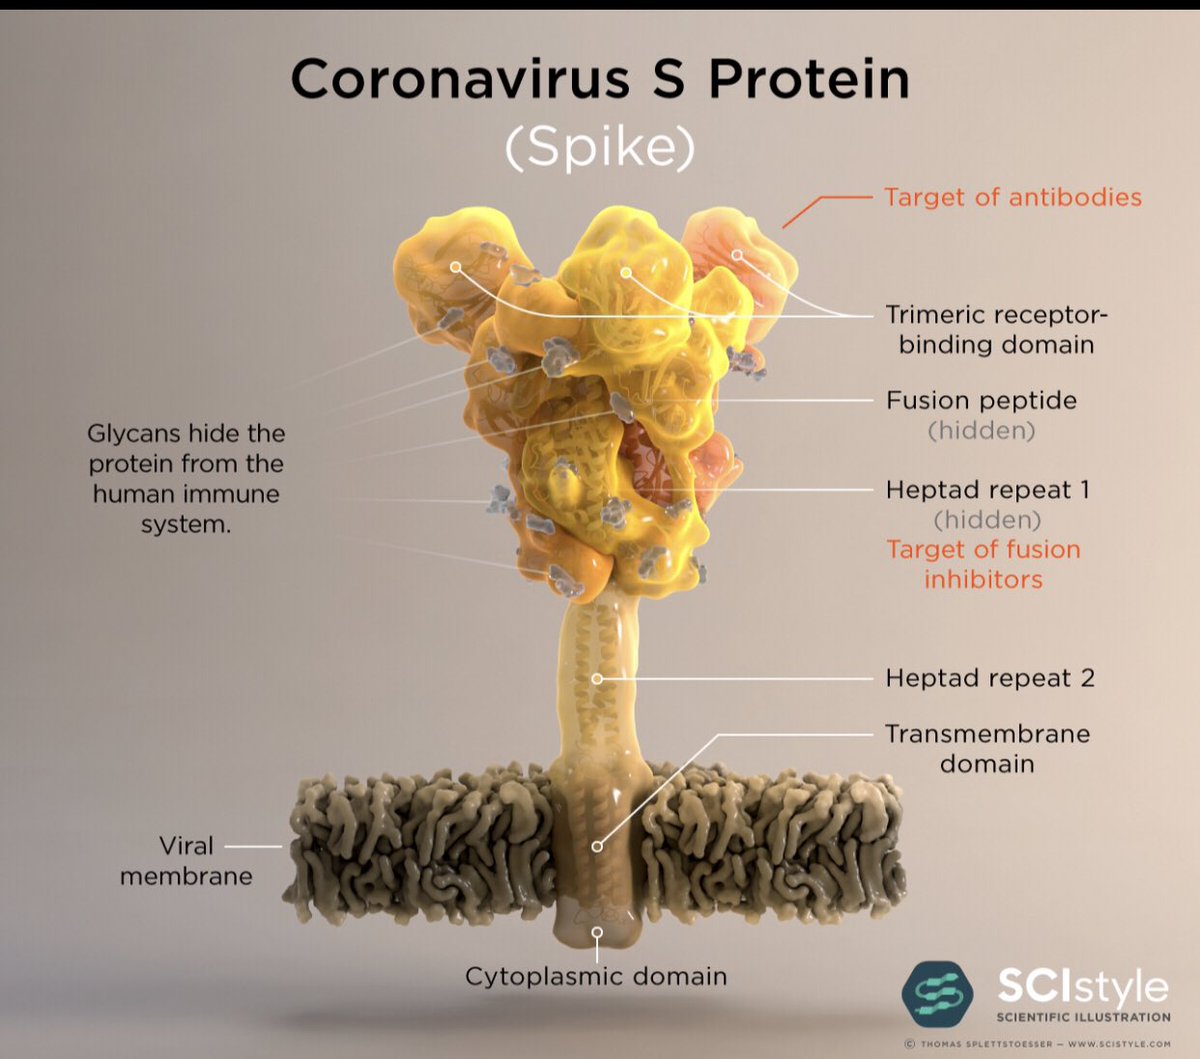 Coronavirus S Protein
(Spike)
Target of antibodies
Trimeric receptor-
binding domain
Fusion peptide
(hidden)
Glycans hide the
protein from the
human immune
system.
Heptad repeat 1
(hidden)
Target of fusion
inhibitors
Heptad repeat 2
Transmembrane
domain
Viral
membrane
Cytoplasmic domain
SCIstyle
SCIENTIFIC ILLUSTRATION
© THOMAS SPLETTSTOESSER – WWW.SCISTYLE.COM